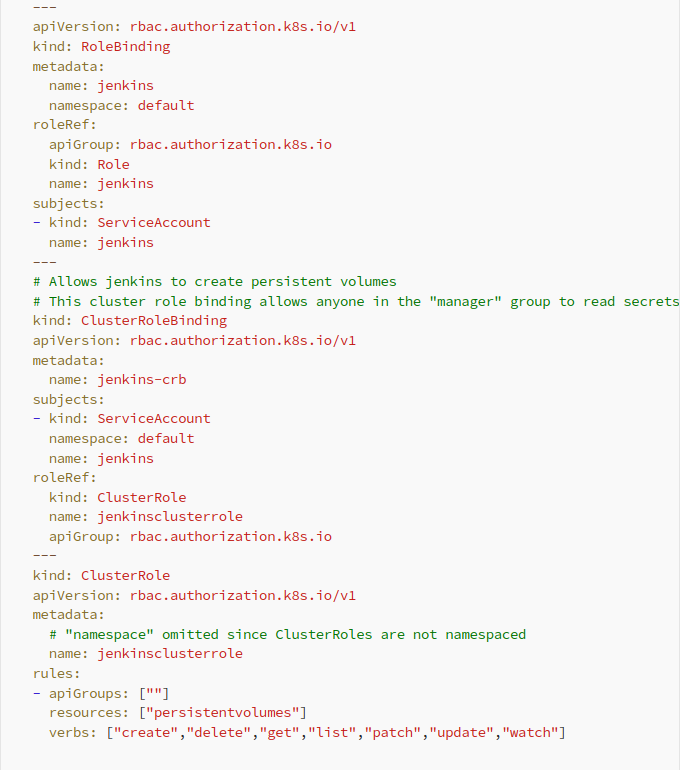 ---
apiVersion: rbac.authorization.k8s.io/v1
kind: RoleBinding
metadata:
  name: jenkins
  namespace: default
roleRef:
  apiGroup: rbac.authorization.k8s.io
  kind: Role
  name: jenkins
subjects:
- kind: ServiceAccount
  name: jenkins
---
# Allows jenkins to create persistent volumes
# This cluster role binding allows anyone in the "manager" group to read secrets
kind: ClusterRoleBinding
apiVersion: rbac.authorization.k8s.io/v1
metadata:
  name: jenkins-crb
subjects:
- kind: ServiceAccount
  namespace: default
  name: jenkins
roleRef:
  kind: ClusterRole
  name: jenkinsclusterrole
  apiGroup: rbac.authorization.k8s.io
---
kind: ClusterRole
apiVersion: rbac.authorization.k8s.io/v1
metadata:
  # "namespace" omitted since ClusterRoles are not namespaced
  name: jenkinsclusterrole
rules:
- apiGroups: [""]
  resources: ["persistentvolumes"]
  verbs: ["create","delete","get","list","patch","update","watch"]